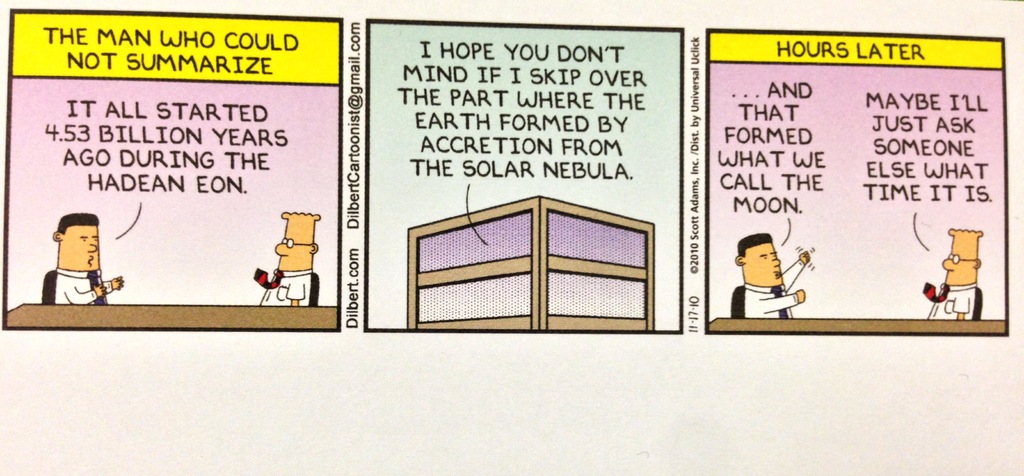 THE MAN WHO COULD
NOT SUMMARIZE
IT ALL STARTED
4.53 BILLION YEARS
AGO DURING THE
HADEAN EON.
Dilbert.com DilbertCartoonist@gmail.com
I HOPE YOU DON'T
MIND IF I SKIP OVER
THE PART WHERE THE
EARTH FORMED BY
ACCRETION FROM
THE SOLAR NEBULA.
11-17-10 ©2010 Scott Adams, Inc. /Dist. by Universal Uclick
HOURS LATER
... AND
THAT
FORMED
WHAT WE
CALL THE
MOON.
MAYBE I'LL
JUST ASK
SOMEONE
ELSE WHAT
TIME IT IS.